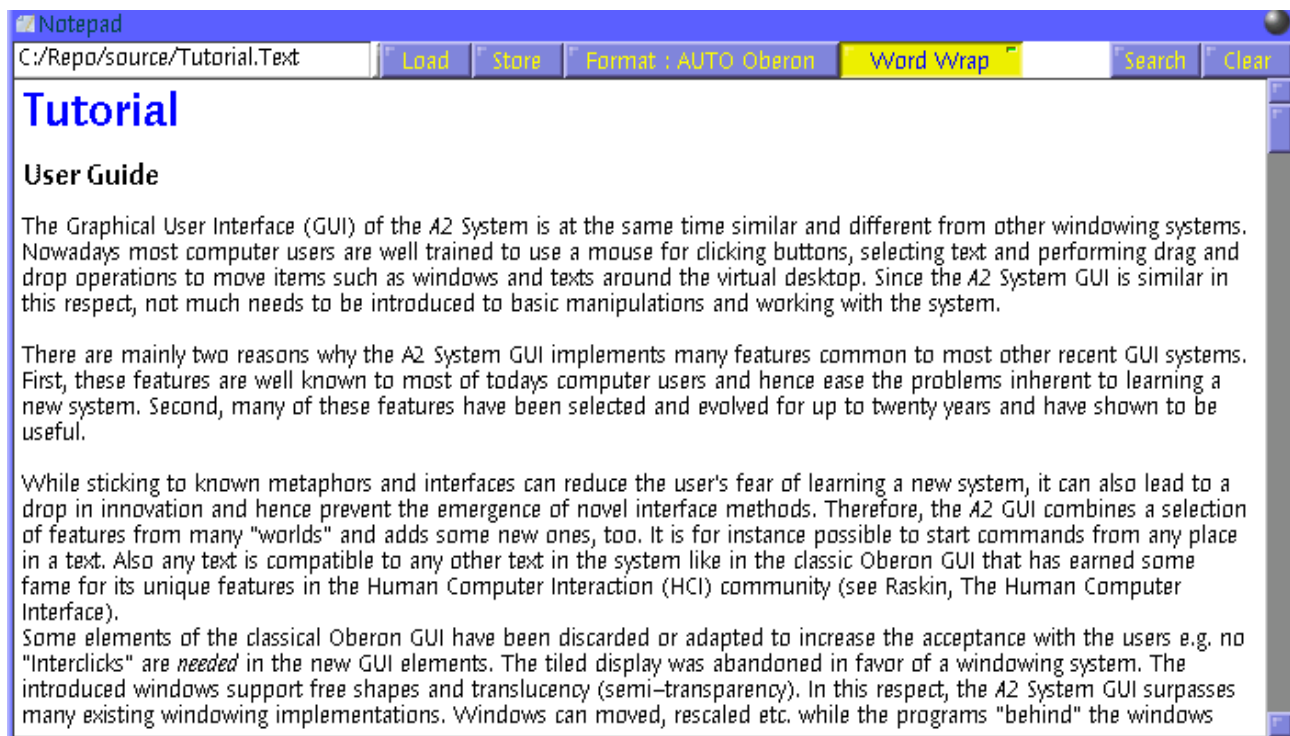 Notepad
C:/Repo/source/Tutorial.Text Load Store Format : AUTO Oberon Word Wrap Search Clear
Tutorial
User Guide
The Graphical User Interface (GUI) of the A2 System is at the same time similar and different from other windowing systems.
Nowadays most computer users are well trained to use a mouse for clicking buttons, selecting text and performing drag and
drop operations to move items such as windows and texts around the virtual desktop. Since the A2 System GUI is similar in
this respect, not much needs to be introduced to basic manipulations and working with the system.
There are mainly two reasons why the A2 System GUI implements many features common to most other recent GUI systems.
First, these features are well known to most of todays computer users and hence ease the problems inherent to learning a
new system. Second, many of these features have been selected and evolved for up to twenty years and have shown to be
useful.
While sticking to known metaphors and interfaces can reduce the user's fear of learning a new system, it can also lead to a
drop in innovation and hence prevent the emergence of novel interface methods. Therefore, the A2 GUI combines a selection
of features from many "worlds" and adds some new ones, too. It is for instance possible to start commands from any place
in a text. Also any text is compatible to any other text in the system like in the classic Oberon GUI that has earned some
fame for its unique features in the Human Computer Interaction (HCI) community (see Raskin, The Human Computer
Interface).
Some elements of the classical Oberon GUI have been discarded or adapted to increase the acceptance with the users e.g. no
"Interclicks" are needed in the new GUI elements. The tiled display was abandoned in favor of a windowing system. The
introduced windows support free shapes and translucency (semi–transparency). In this respect, the A2 System GUI surpasses
many existing windowing implementations. Windows can moved, rescaled etc. while the programs "behind" the windows